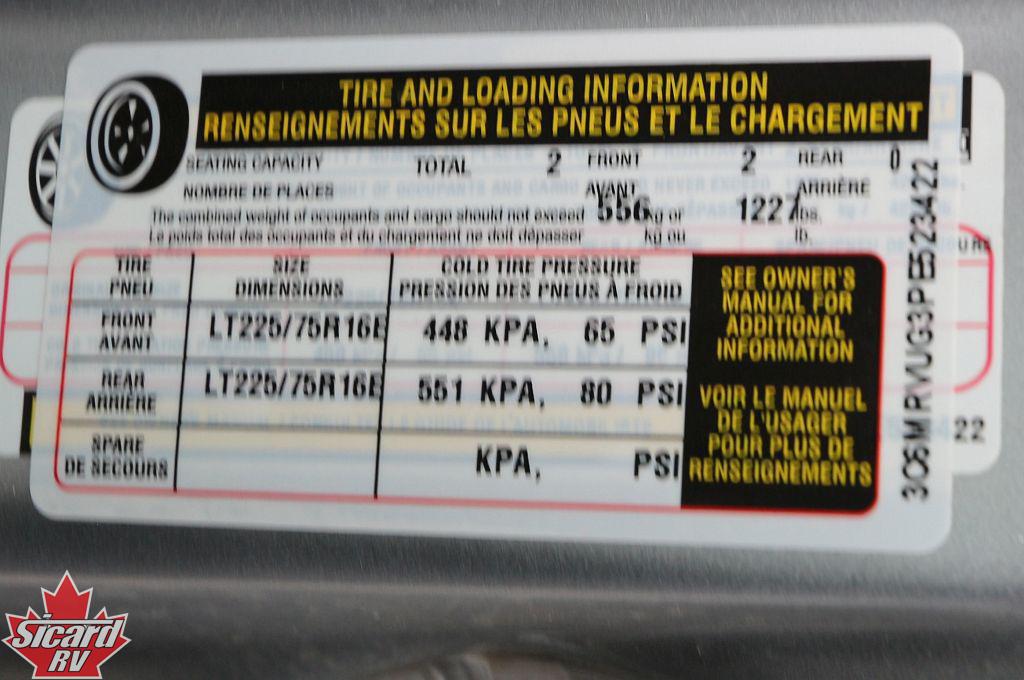 TIRE AND LOADING INFORMATION
RENSEIGNEMENTS SUR LES PNEUS ET LE CHARGEMENT
SEATING CAPACITY TOTAL 2 FRONT 2 REAR 0
NOMBRE DE PLACES AVANT ARRIÈRE
The combined weight of occupants and cargo should not exceed 556 kg or 1227 lbs.
Le poids total des occupants et du chargement ne doit dépasser kg ou lb.
TIRE SIZE COLD TIRE PRESSURE
PNEU DIMENSIONS PRESSION DES PNEUS À FROID
FRONT
AVANT
LT225/75R16E 448 KPA, 65 PSI
REAR
ARRIÈRE
LT225/75R16E 551 KPA, 80 PSI
SPARE
DE SECOURS
KPA, PSI
SEE OWNER'S
MANUAL FOR
ADDITIONAL
INFORMATION
VOIR LE MANUEL
DE L'USAGER
POUR PLUS DE
RENSEIGNEMENTS
3C6MRVUG3PE523422
22
Sicard
RV